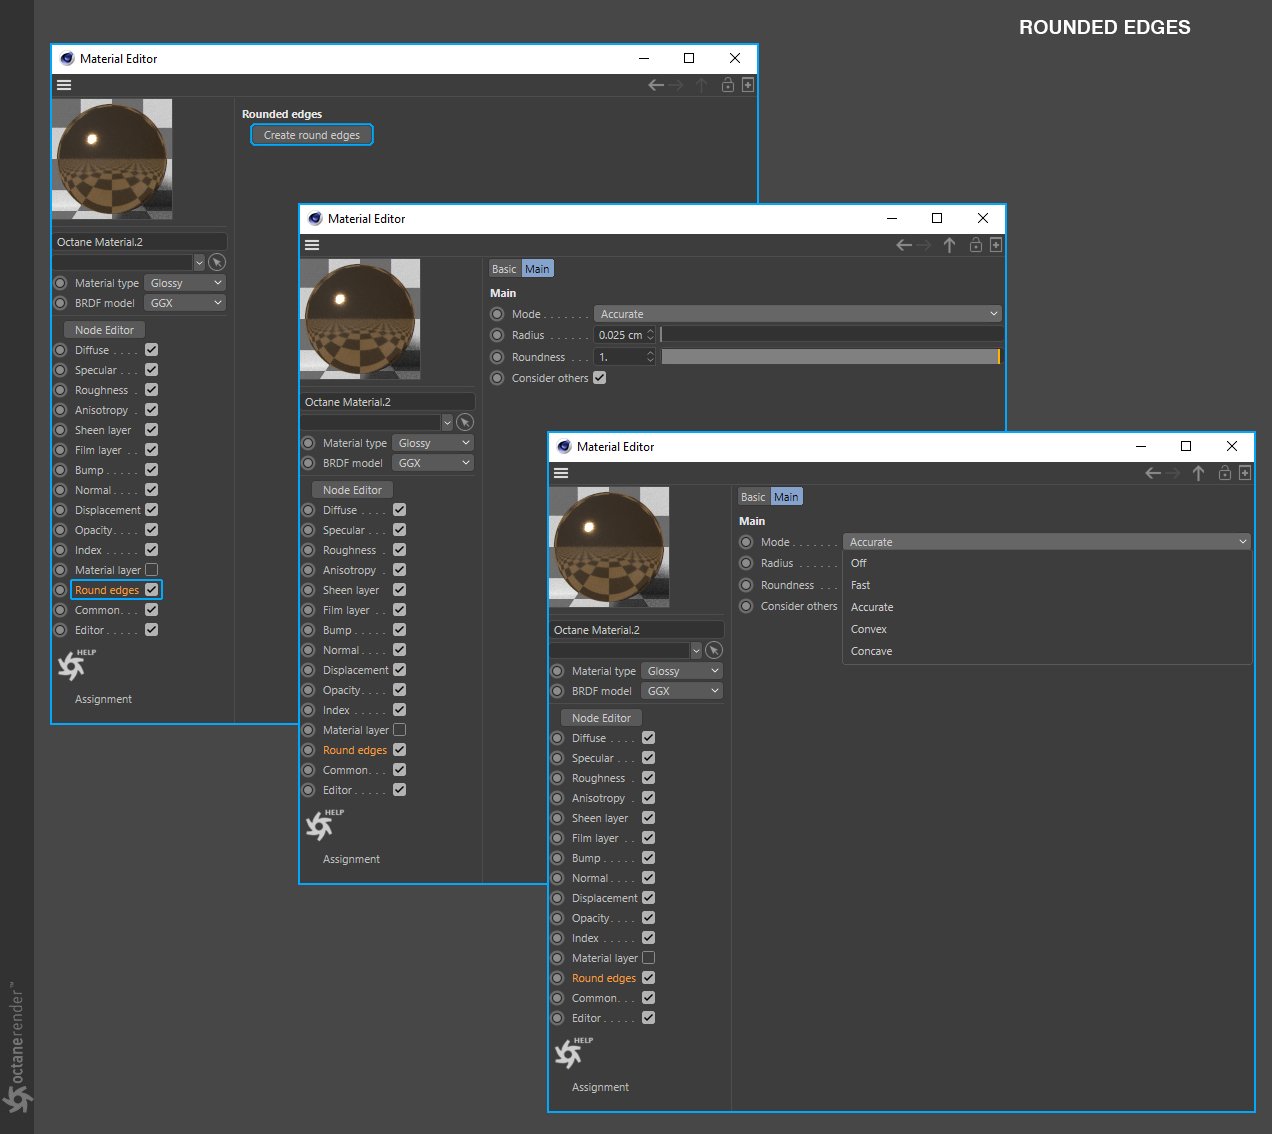 ROUNDED EDGES
Material Editor
Rounded edges
Create round edges
Octane Material.2
Material type Glossy
BRDF model GGX
Node Editor
Diffuse . . . .
Specular . . .
Roughness .
Anisotropy .
Sheen layer
Film layer . .
Bump . . . . .
Normal . . . .
Displacement
Opacity. . . .
Index . . . . .
Material layer
Round edges
Common. . .
Editor . . . . .
HELP
Assignment
Material Editor
Basic Main
Main
Mode . . . . . . . Accurate
Radius . . . . . . 0.025 cm
Roundness . . . 1.
Consider others
Octane Material.2
Material type Glossy
BRDF model GGX
Node Editor
Diffuse . . . .
Specular . . .
Roughness .
Anisotropy .
Sheen layer
Film layer . .
Bump . . . . .
Normal . . . .
Displacement
Opacity. . . .
Index . . . . .
Material layer
Round edges
Common. . .
Editor . . . . .
HELP
Assignment
Material Editor
Basic Main
Main
Mode . . . . . . . Accurate
Radius . . . . . . Off
Roundness . . . Fast
Consider others Accurate
Convex
Concave
Octane Material.2
Material type Glossy
BRDF model GGX
Node Editor
Diffuse . . . .
Specular . . .
Roughness .
Anisotropy .
Sheen layer
Film layer . .
Bump . . . . .
Normal . . . .
Displacement
Opacity. . . .
Index . . . . .
Material layer
Round edges
Common. . .
Editor . . . . .
HELP
Assignment
octanerender™